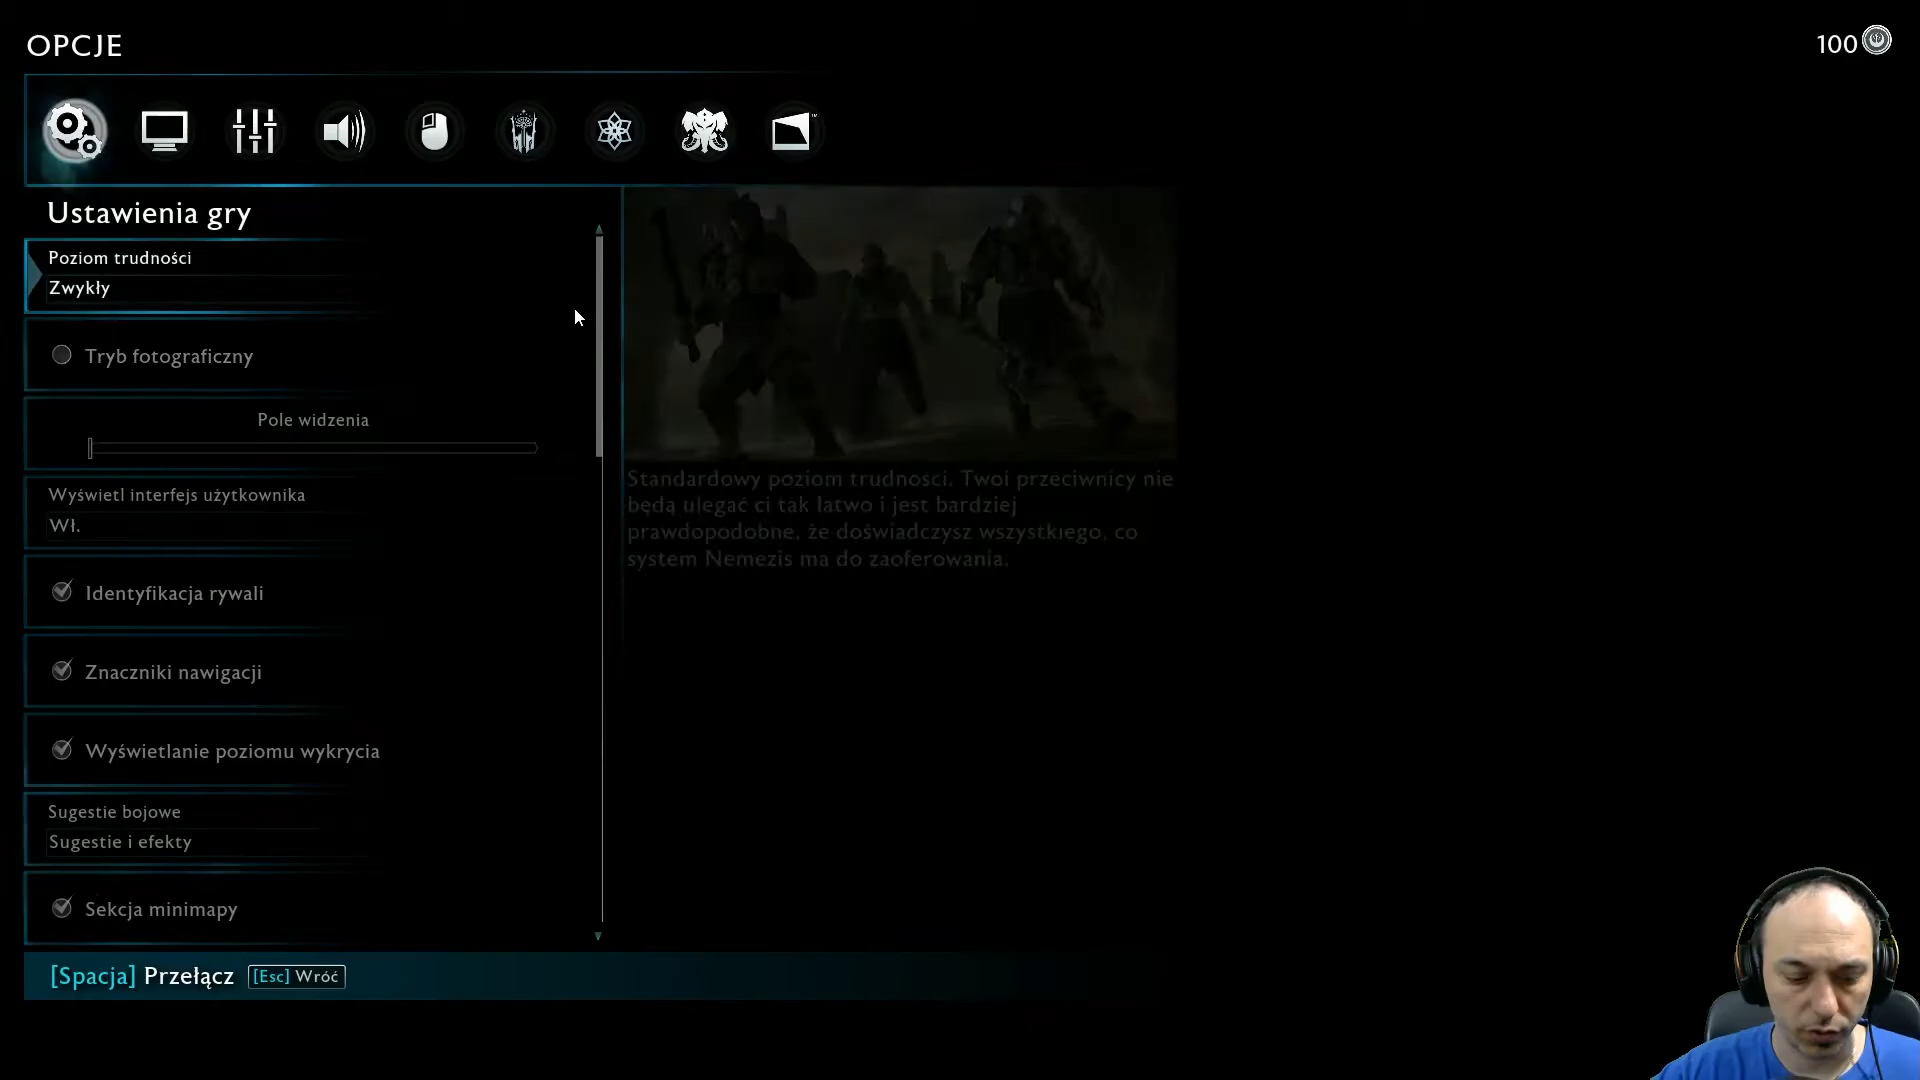 OPCJE
100
™
Ustawienia gry
Poziom trudności
Zwykły
Tryb fotograficzny
Pole widzenia
Wyświetl interfejs użytkownika
Wł.
Identyfikacja rywali
Znaczniki nawigacji
Wyświetlanie poziomu wykrycia
Sugestie bojowe
Sugestie i efekty
Sekcja minimapy
Standardowy poziom trudności. Twoi przeciwnicy nie
będą ulegać ci tak łatwo i jest bardziej
prawdopodobne, że doświadczysz wszystkiego, co
system Nemezis ma do zaoferowania.
[Spacja] Przełącz [Esc] Wróć